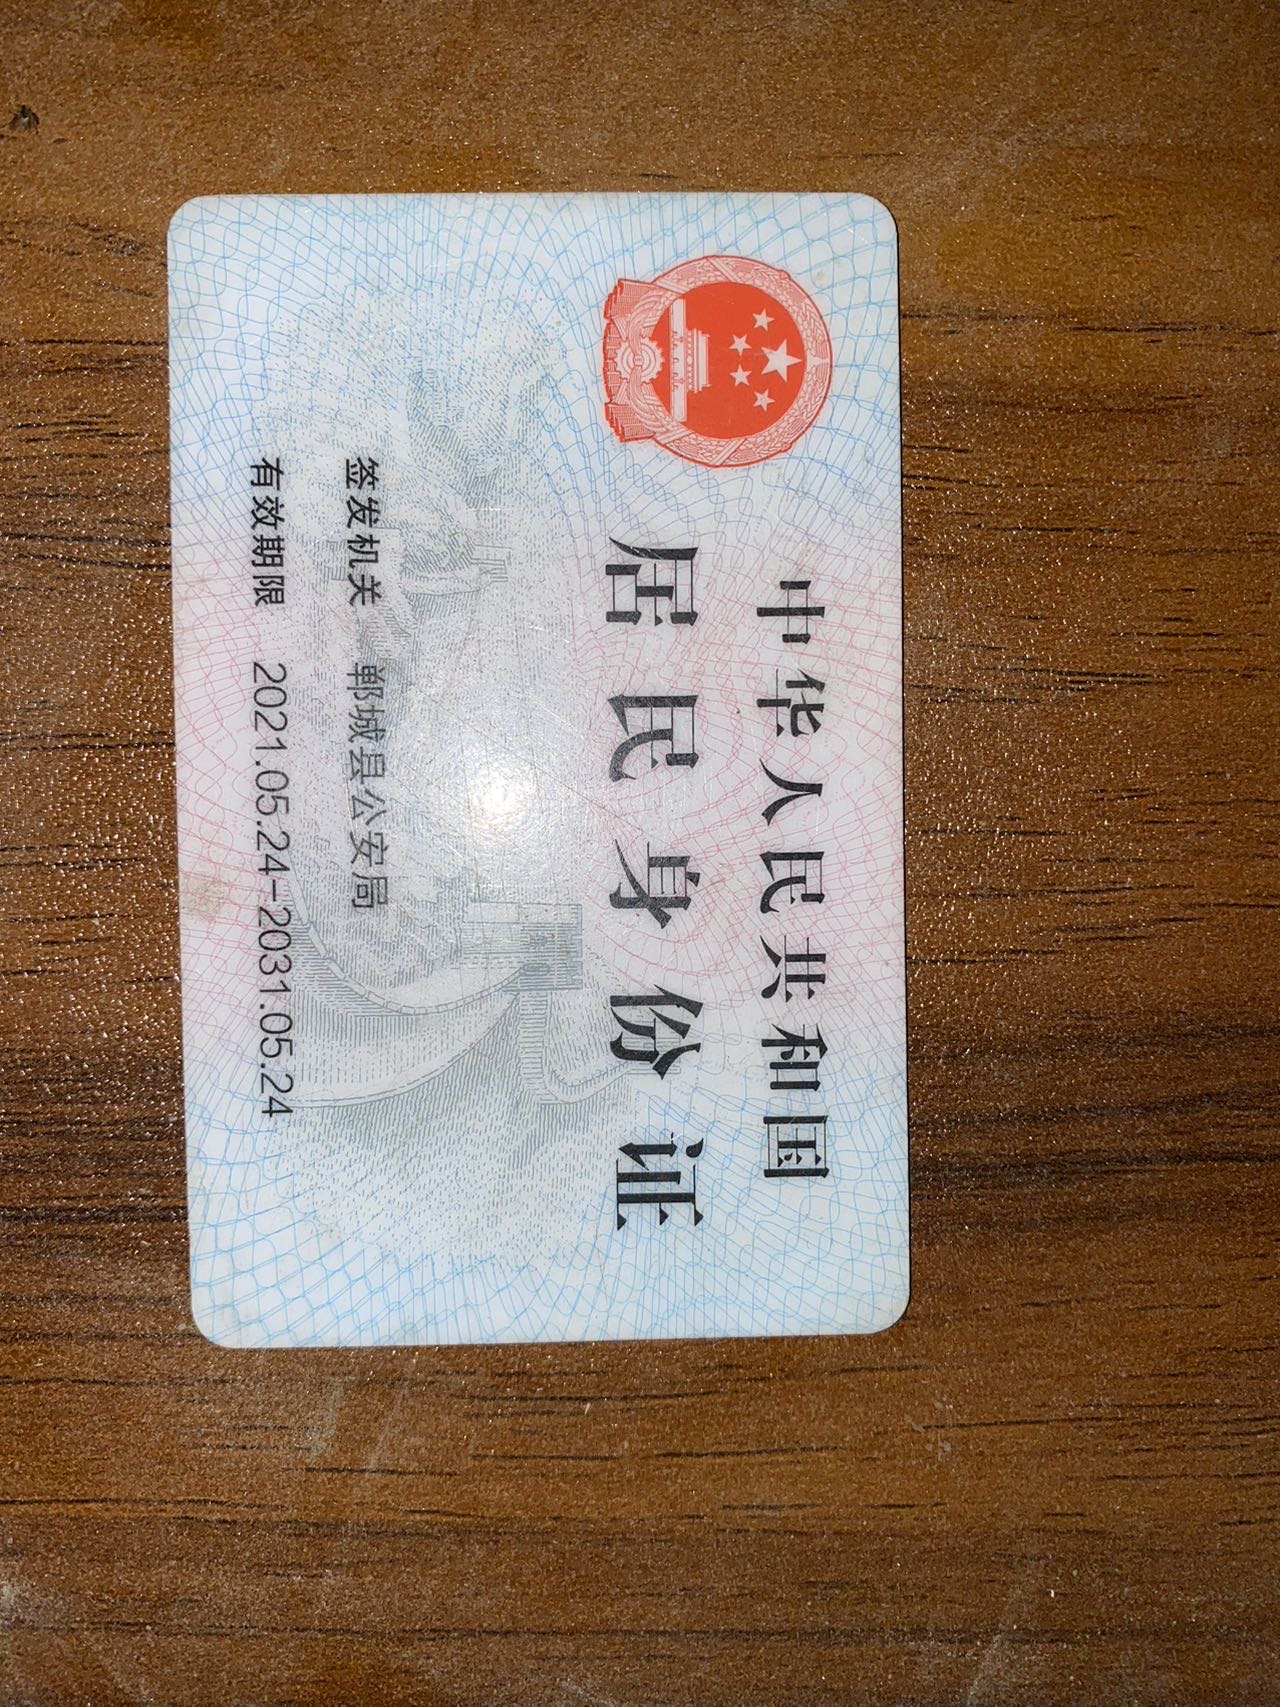 中华人民共和国
居民身份证
签发机关 郸城县公安局
有效期限 2021.05.24-2031.05.24